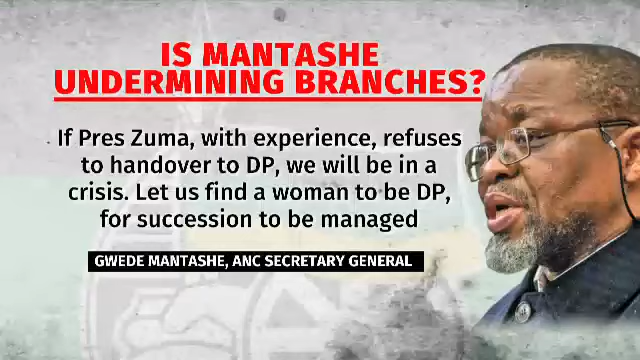 IS MANTASHE
UNDERMINING BRANCHES?
If Pres Zuma, with experience, refuses
to handover to DP, we will be in a
crisis. Let us find a woman to be DP,
for succession to be managed
GWEDE MANTASHE, ANC SECRETARY GENERAL